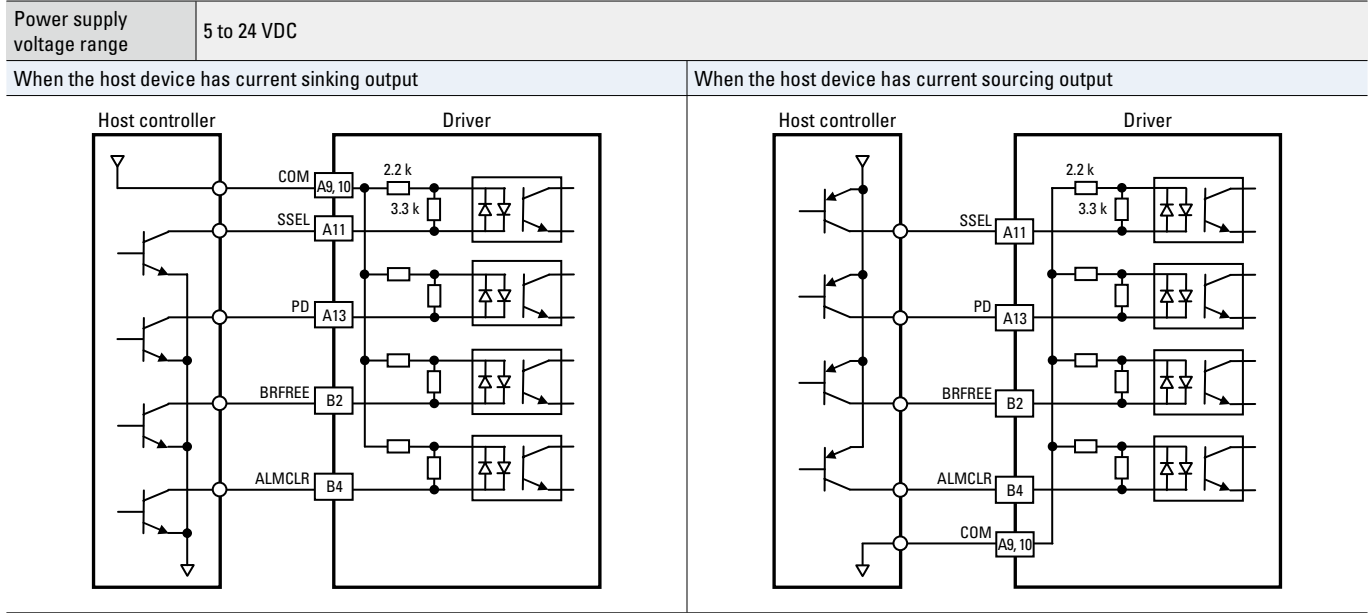 Power supply
voltage range
5 to 24 VDC
When the host device has current sinking output
When the host device has current sourcing output
Host controller
Driver
COM
A9, 10
2.2 k
3.3 k
SSEL
A11
PD
A13
BRFREE
B2
ALMCLR
B4
Host controller
Driver
2.2 k
3.3 k
SSEL
A11
PD
A13
BRFREE
B2
ALMCLR
B4
COM
A9, 10